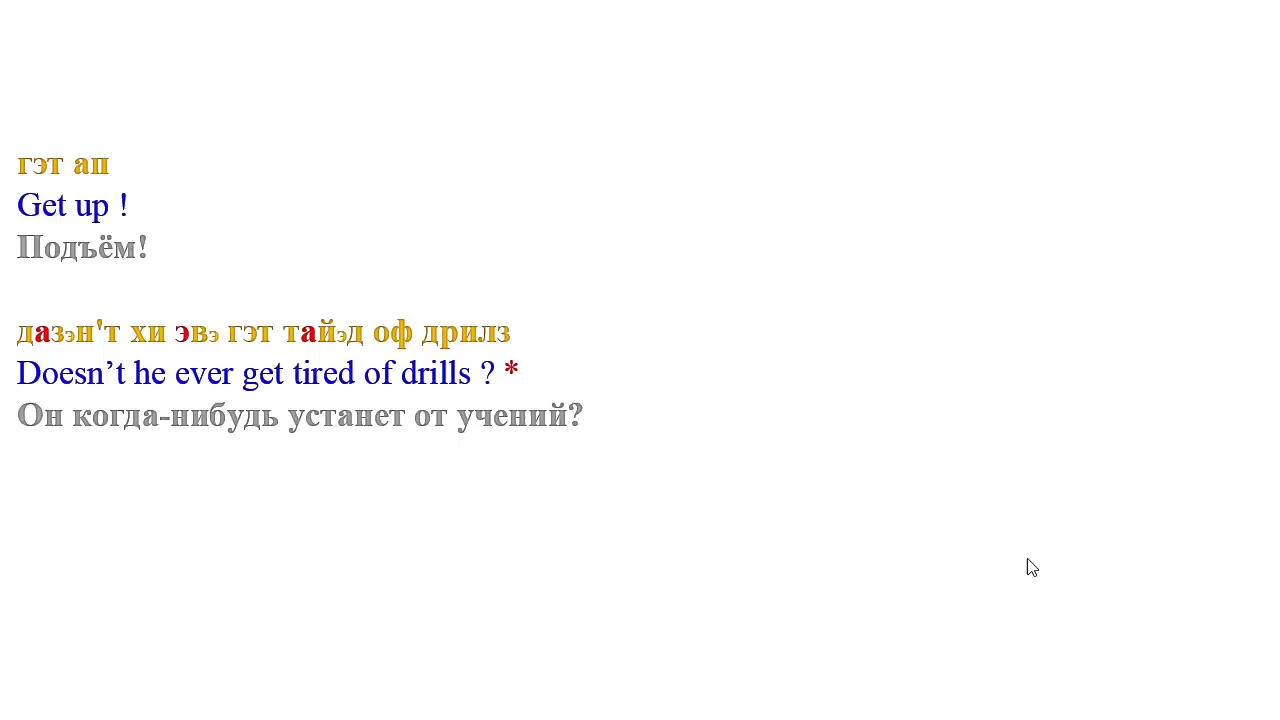 гэт ап
Get up !
Подъём!
дазэн'т хи эвэ гэт тайэд оф дрилз
Doesn’t he ever get tired of drills ? *
Он когда-нибудь устанет от учений?